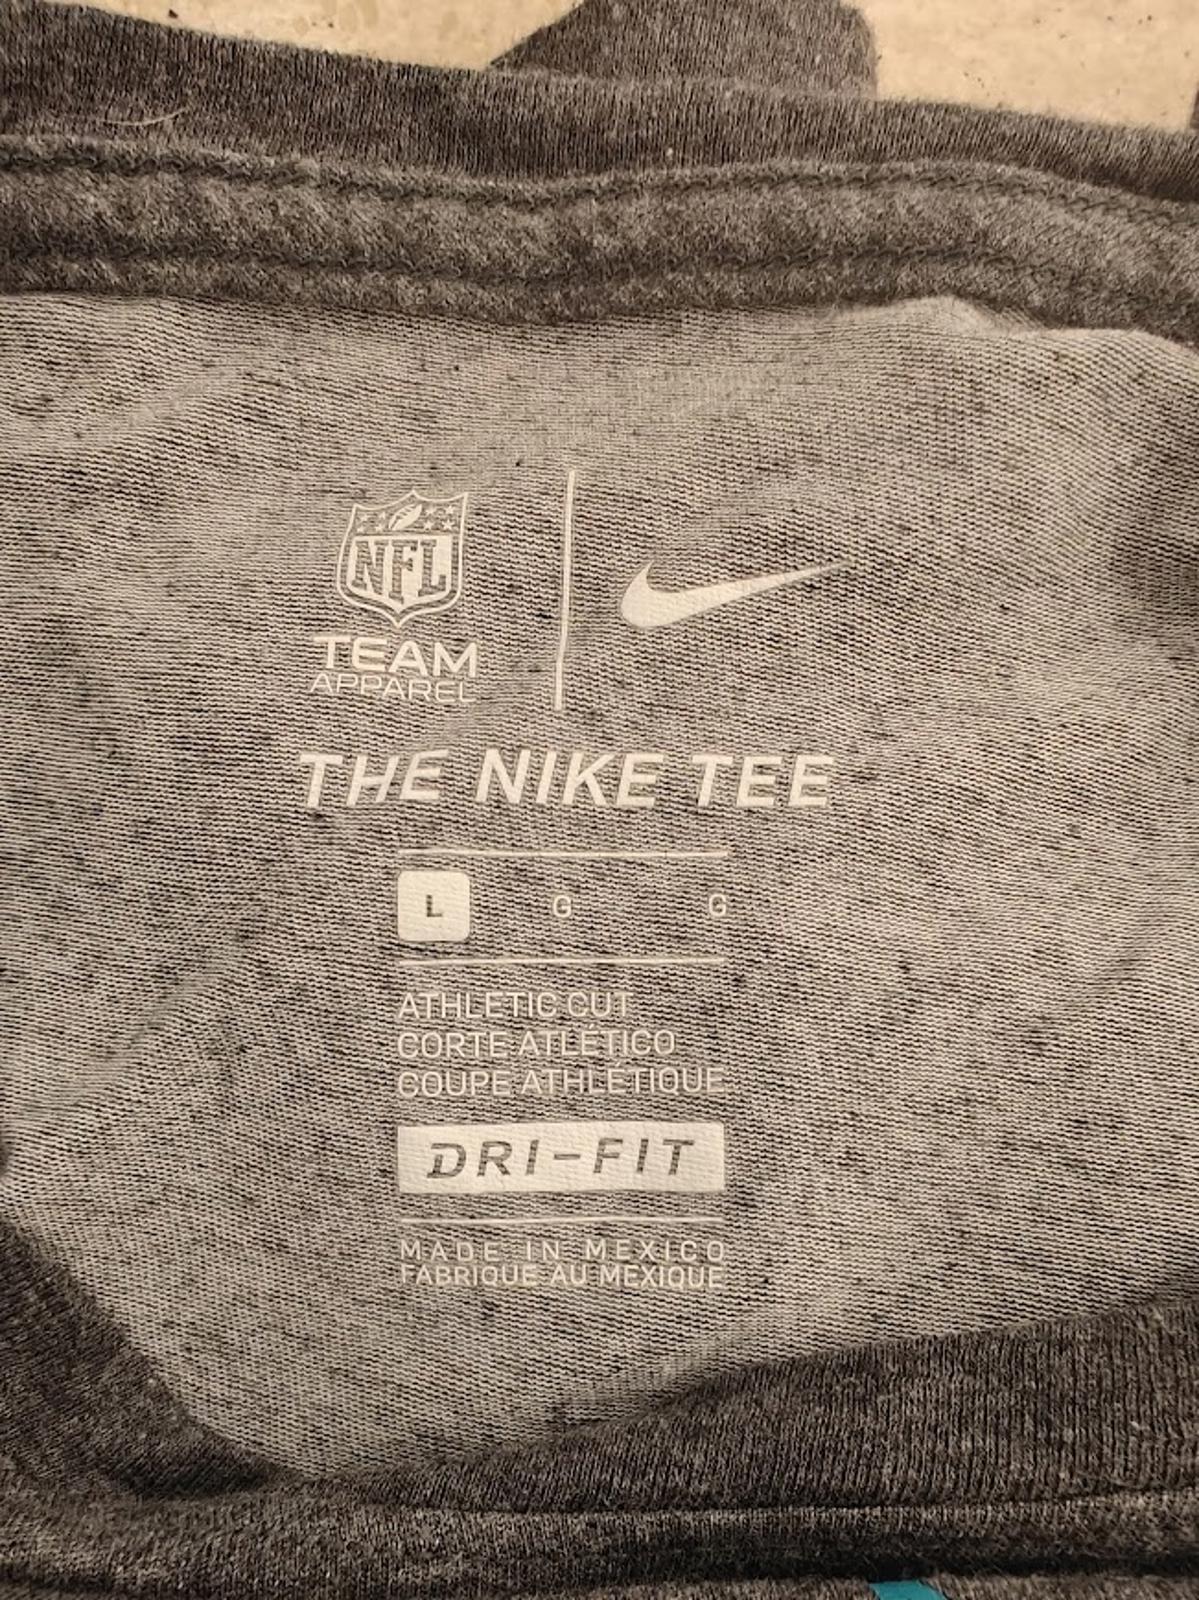 NFL
TEAM
APPAREL
THE NIKE TEE
L G G
ATHLETIC CUT
CORTE ATLÉTICO
COUPE ATHLÉTIQUE
DRI-FIT
MADE IN MEXICO
FABRIQUE AU MEXIQUE